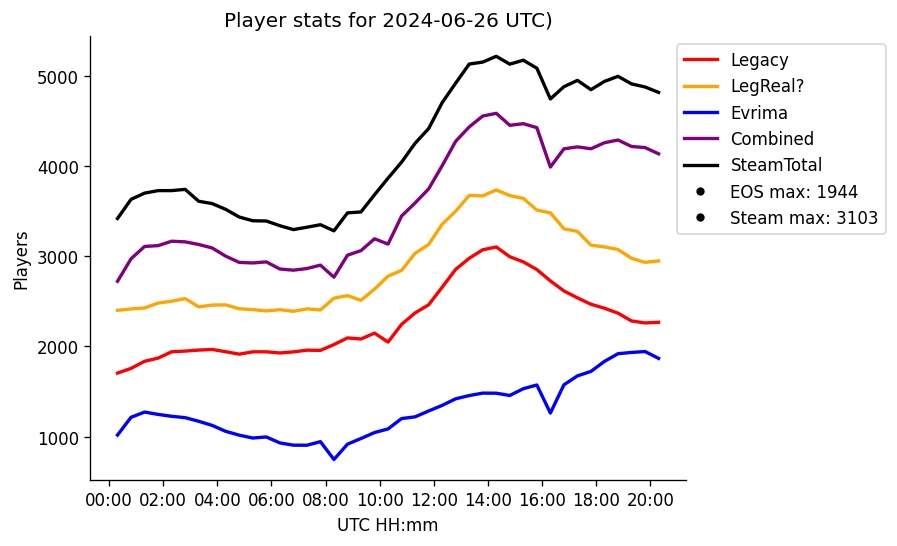 Player stats for 2024-06-26 UTC)
Legacy
LegReal?
Evrima
Combined
SteamTotal
EOS max: 1944
Steam max: 3103
Players
5000
4000
3000
2000
1000
00:00 02:00 04:00 06:00 08:00 10:00 12:00 14:00 16:00 18:00 20:00
UTC HH:mm